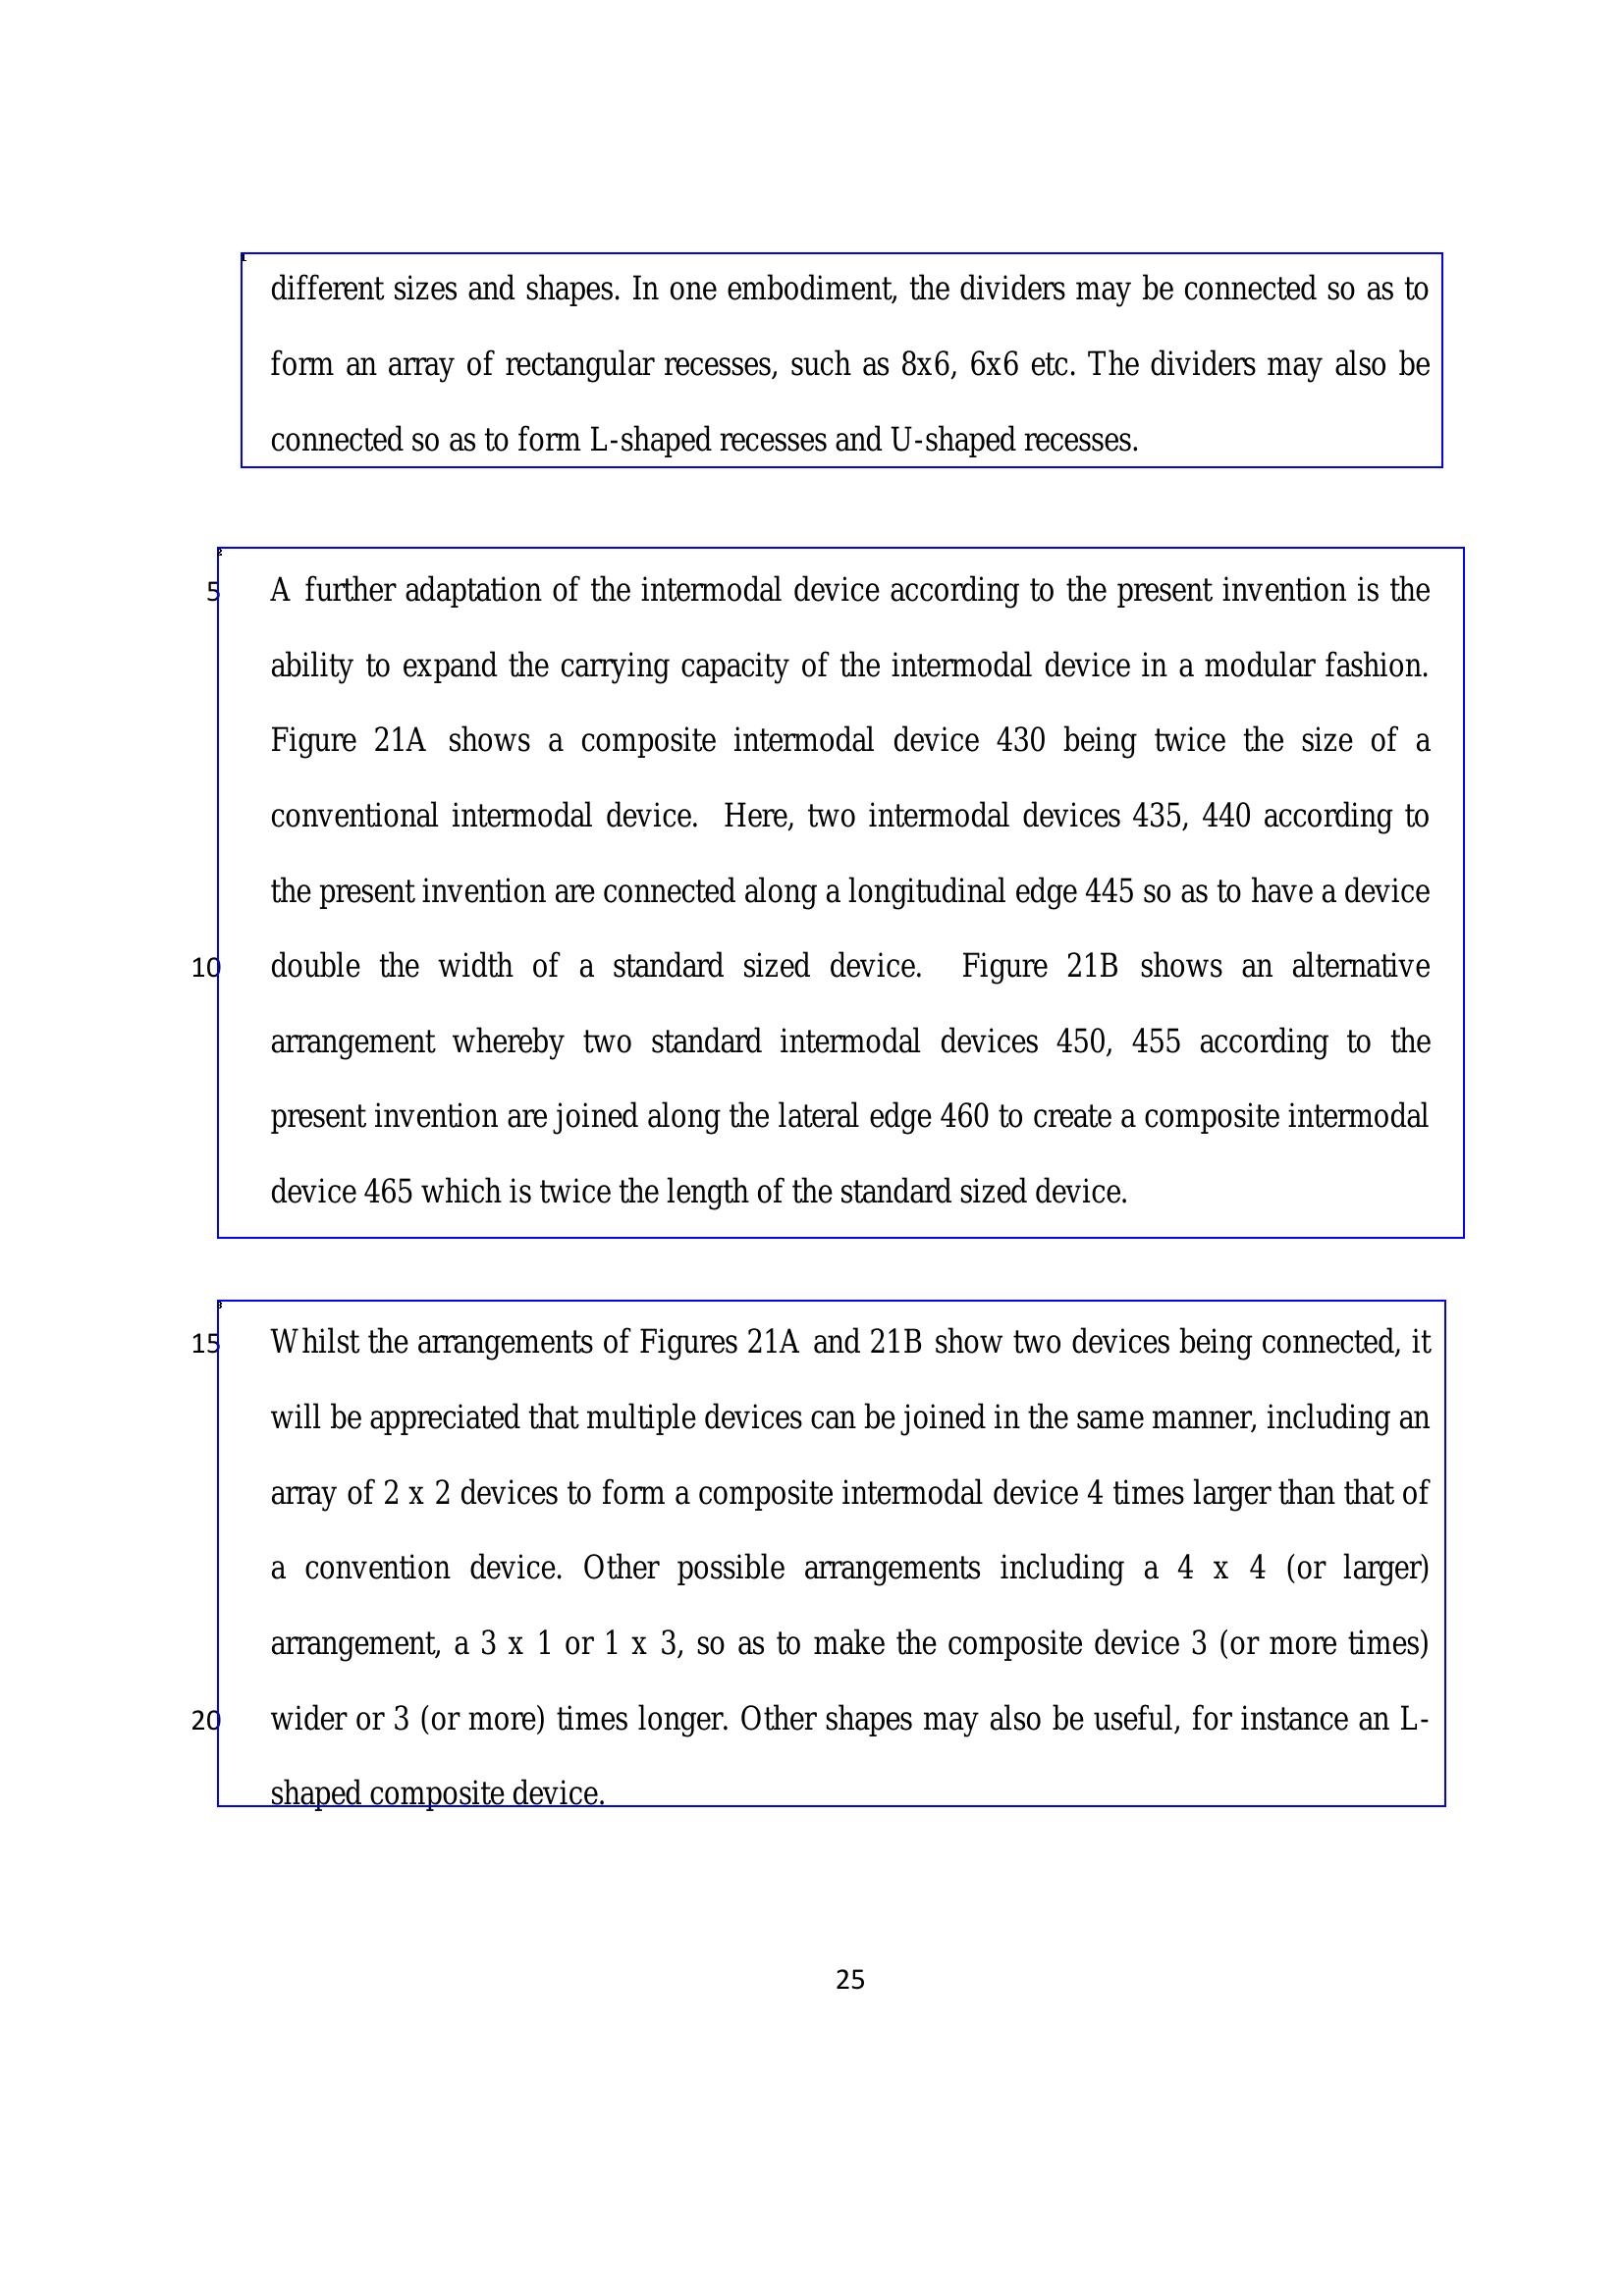 different sizes and shapes. In one embodiment, the dividers may be connected so as to
form an array of rectangular recesses, such as 8x6, 6x6 etc. The dividers may also be
connected so as to form L-shaped recesses and U-shaped recesses.
5 A further adaptation of the intermodal device according to the present invention is the
ability to expand the carrying capacity of the intermodal device in a modular fashion.
Figure 21A shows a composite intermodal device 430 being twice the size of a
conventional intermodal device. Here, two intermodal devices 435, 440 according to
the present invention are connected along a longitudinal edge 445 so as to have a device
10 double the width of a standard sized device. Figure 21B shows an alternative
arrangement whereby two standard intermodal devices 450, 455 according to the
present invention are joined along the lateral edge 460 to create a composite intermodal
device 465 which is twice the length of the standard sized device.
15 Whilst the arrangements of Figures 21A and 21B show two devices being connected, it
will be appreciated that multiple devices can be joined in the same manner, including an
array of 2 x 2 devices to form a composite intermodal device 4 times larger than that of
a convention device. Other possible arrangements including a 4 x 4 (or larger)
arrangement, a 3 x 1 or 1 x 3, so as to make the composite device 3 (or more times)
20 wider or 3 (or more) times longer. Other shapes may also be useful, for instance an L-
shaped composite device.
25